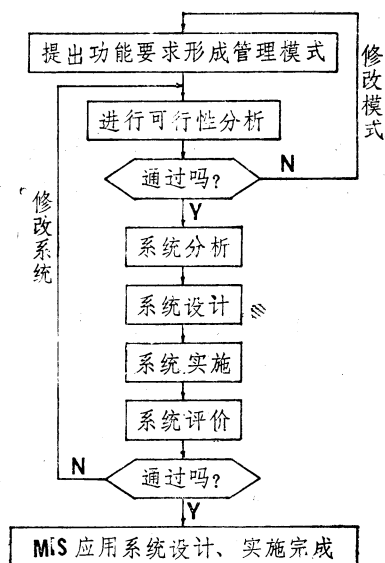 提出功能要求形成管理模式
修改模式
进行可行性分析
通过吗?
N
Y
修改系统
系统分析
系统设计
系统实施
系统评价
通过吗?
N
Y
MIS 应用系统设计、实施完成